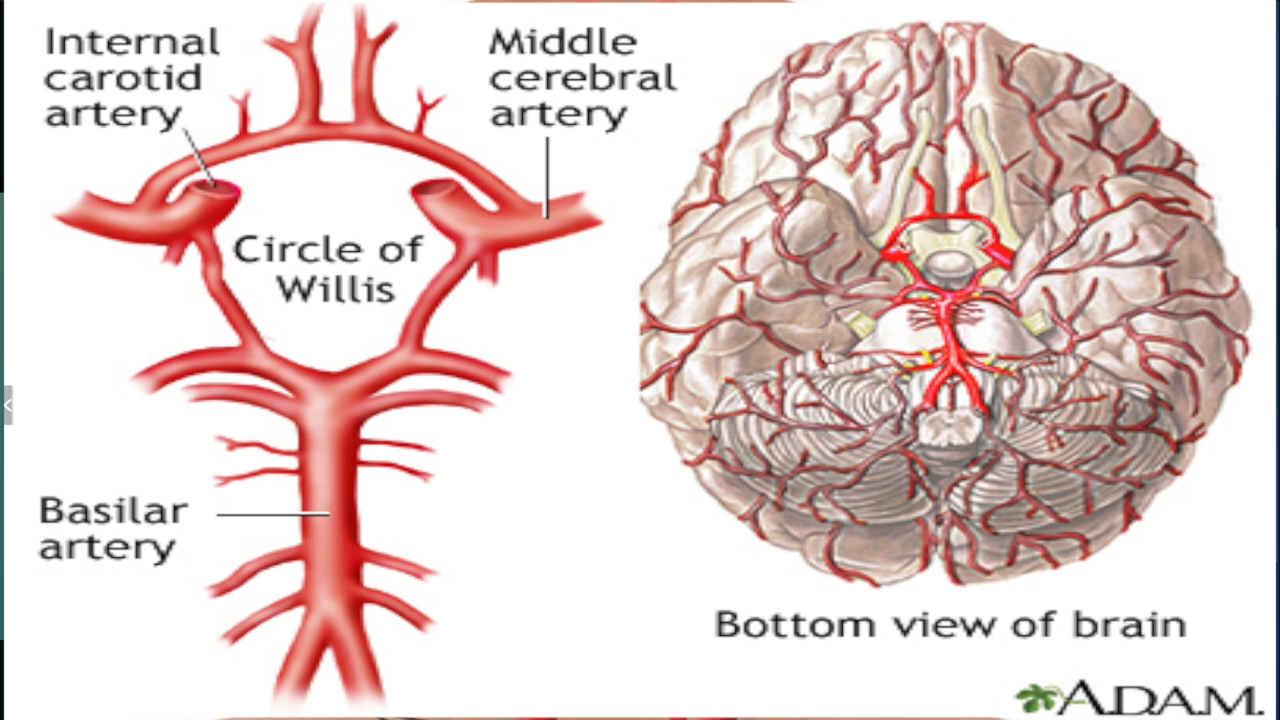 Internal
carotid
artery
Middle
cerebral
artery
Circle of
Willis
Basilar
artery
Bottom view of brain
A.D.A.M.